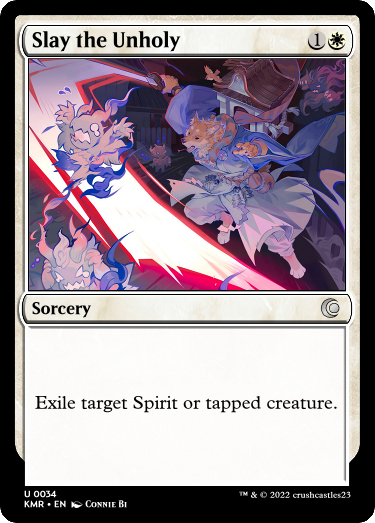 Slay the Unholy 1
Sorcery
Exile target Spirit or tapped creature.
U 0034
KMR • EN Connie Bi
™ & © 2022 crushcastles23